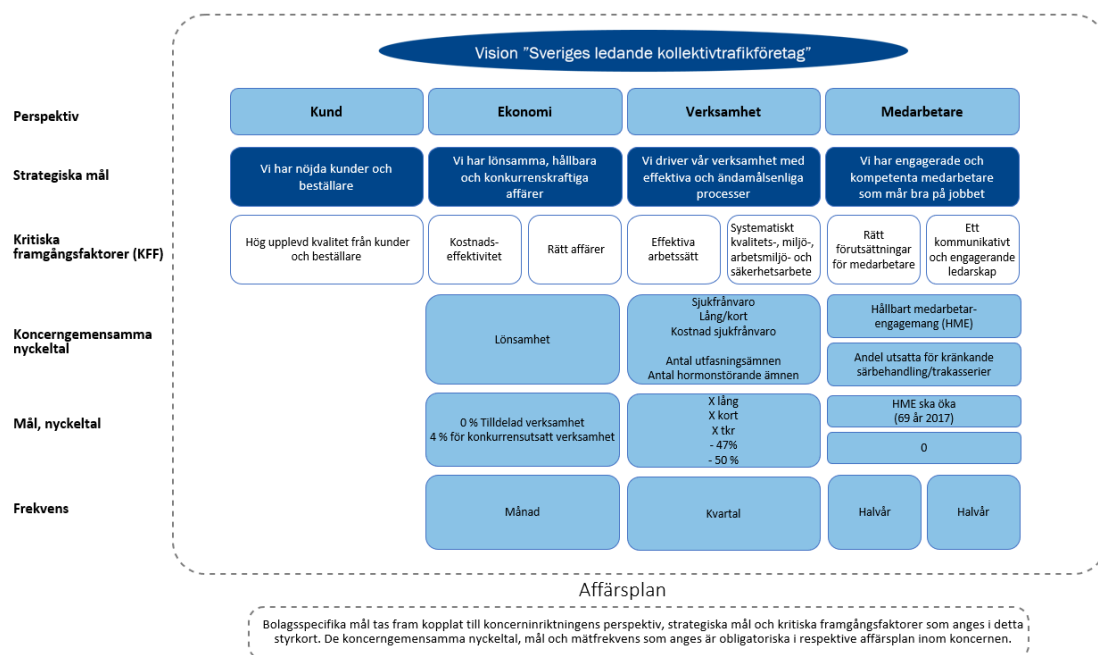 Vision ”Sveriges ledande kollektivtrafikföretag”
Perspektiv
Kund
Ekonomi
Verksamhet
Medarbetare
Strategiska mål
Vi har nöjda kunder och
beställare
Vi har lönsamma, hållbara
och konkurrenskraftiga
affärer
Vi driver vår verksamhet med
effektiva och ändamålsenliga
processer
Vi har engagerade och
kompetenta medarbetare
som mår bra på jobbet
Kritiska
framgångsfaktorer (KFF)
Hög upplevd kvalitet från kunder
och beställare
Kostnads-
effektivitet
Rätt affärer
Effektiva
arbetssätt
Systematiskt
kvalitets-, miljö-,
arbetsmiljö- och
säkerhetsarbete
Rätt
förutsättningar
för medarbetare
Ett
kommunikativt
och engagerande
ledarskap
Koncerngemensamma
nyckeltal
Lönsamhet
Sjukfrånvaro
Lång/kort
Kostnad sjukfrånvaro
Antal utfasningsämnen
Antal hormonstörande ämnen
Hållbart medarbetar-
engagemang (HME)
Andel utsatta för kränkande
särbehandling/trakasserier
Mål, nyckeltal
0 % Tilldelad verksamhet
4 % för konkurrensutsatt verksamhet
X lång
X kort
X tkr
- 47%
- 50 %
HME ska öka
(69 år 2017)
0
Frekvens
Månad
Kvartal
Halvår
Halvår
Affärsplan
Bolagsspecifika mål tas fram kopplat till koncerninriktningens perspektiv, strategiska mål och kritiska framgångsfaktorer som anges i detta
styrkort. De koncerngemensamma nyckeltal, mål och mätfrekvens som anges är obligatoriska i respektive affärsplan inom koncernen.